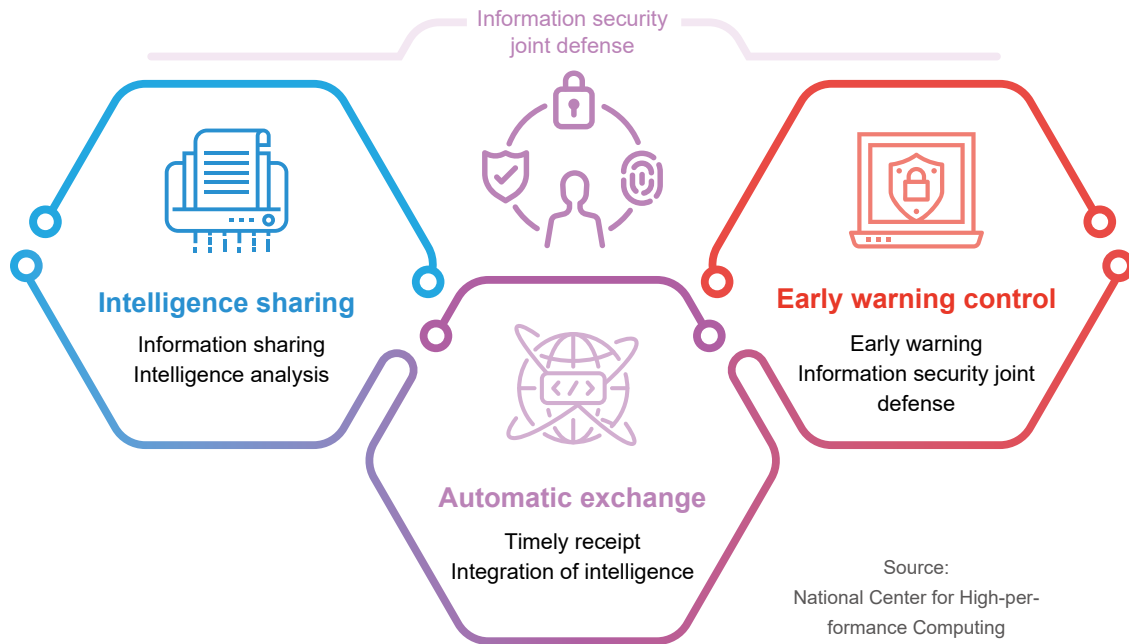 Information security
joint defense
Intelligence sharing
Information sharing
Intelligence analysis
Early warning control
Early warning
Information security joint
defense
</>
Automatic exchange
Timely receipt
Integration of intelligence
Source:
National Center for High-per-
formance Computing